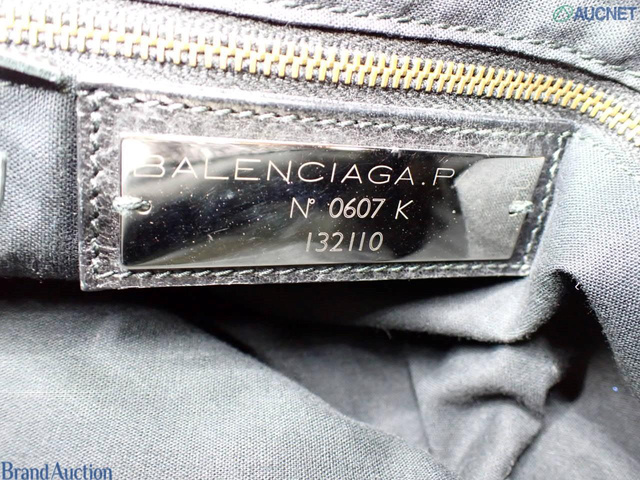 AUCNET
BALENCIAGA.P
N° 0607 K
132110
Brand Auction